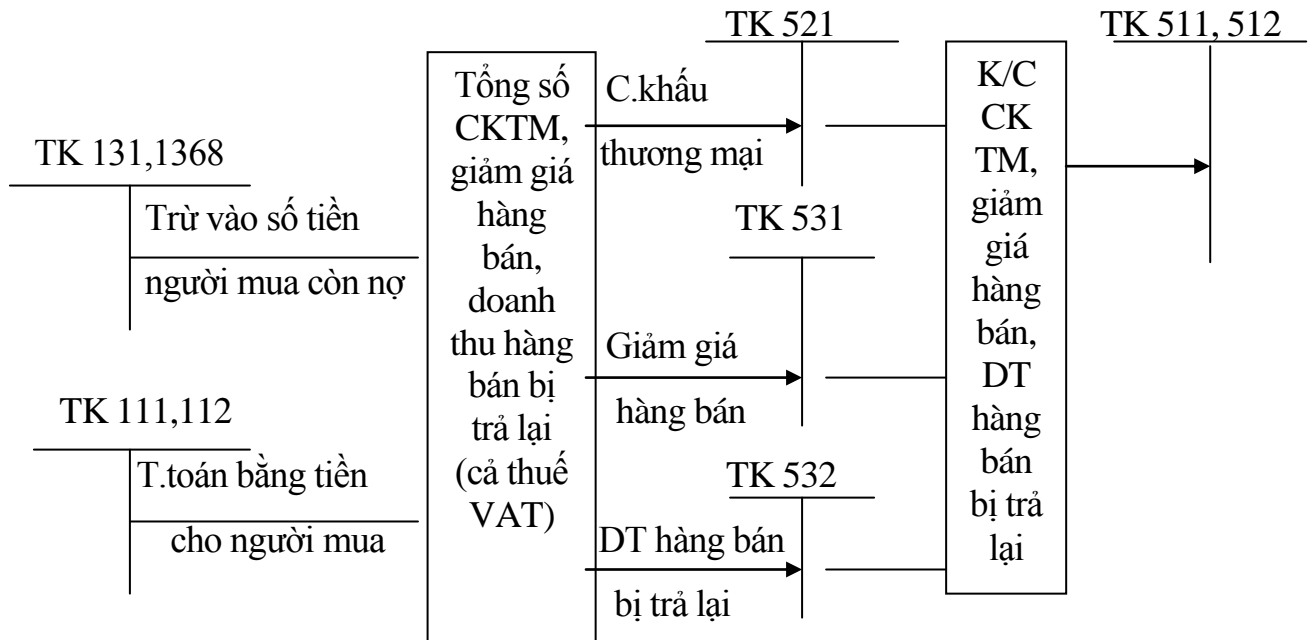 TK 131,1368
Trừ vào số tiền
người mua còn nợ
TK 111,112
T.toán bằng tiền
cho người mua
Tổng số
CKTM,
giảm giá
hàng
bán,
doanh
thu hàng
bán bị
trả lại
(cả thuế
VAT)
TK 521
C.khấu
thương mại
TK 531
Giảm giá
hàng bán
TK 532
DT hàng bán
bị trả lại
K/C
CK
TM,
giảm
giá
hàng
bán,
DT
hàng
bán
bị trả
lại
TK 511, 512